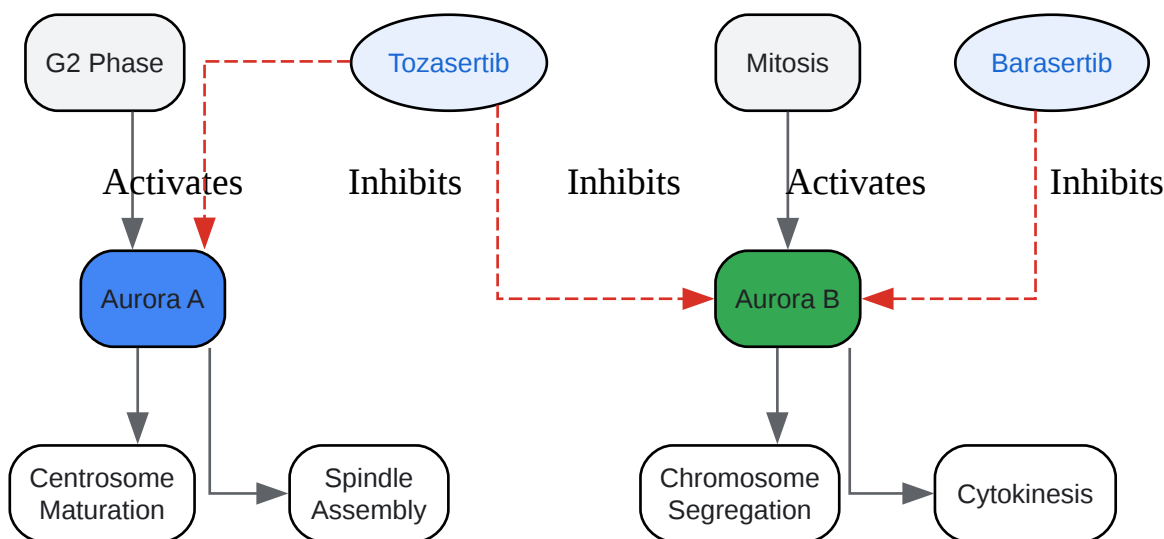 G2 Phase
Tozasertib
Mitosis
Barasertib
Activates
Inhibits
Inhibits
Activates
Inhibits
Aurora A
Aurora B
Centrosome
Maturation
Spindle
Assembly
Chromosome
Segregation
Cytokinesis